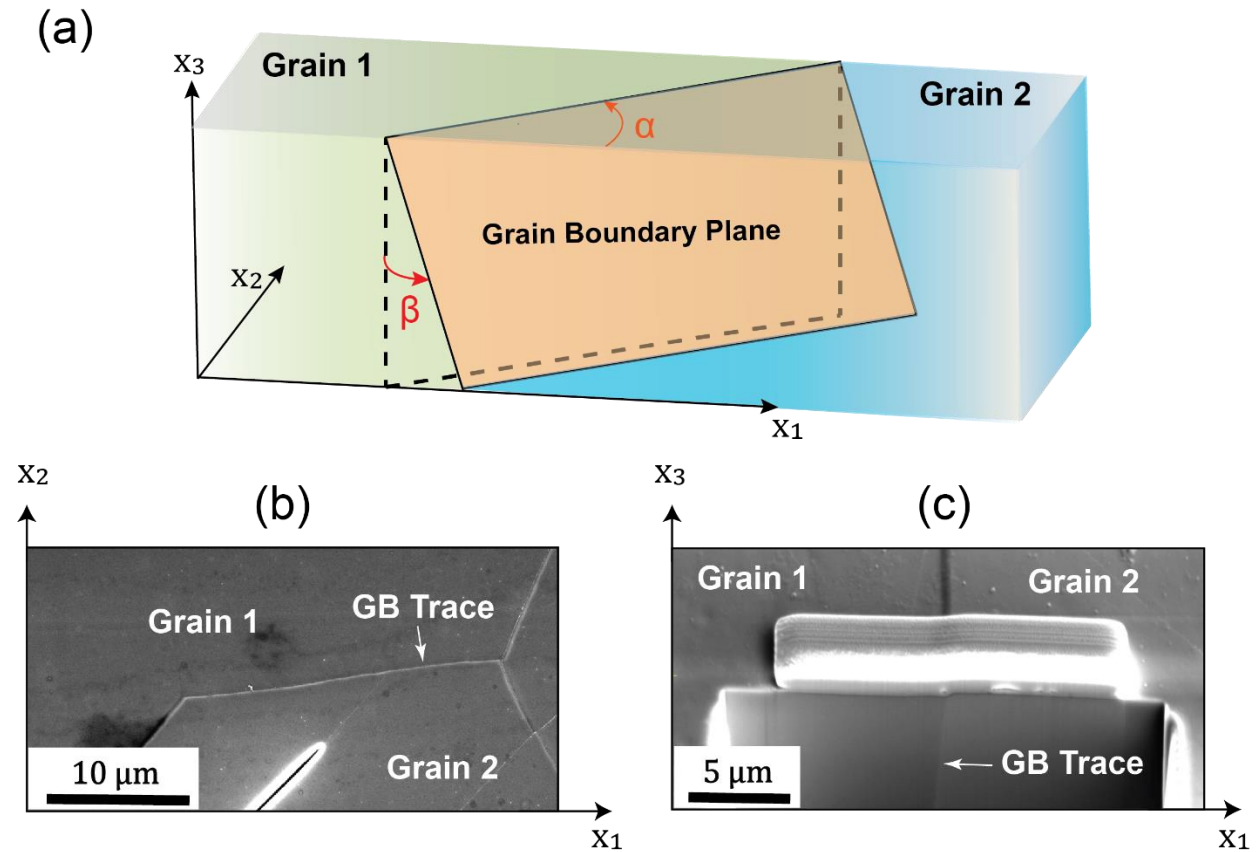 (a)
x₃
Grain 1
Grain 2
α
Grain Boundary Plane
x₂
β
x₁
x₂
(b)
x₃
(c)
Grain 1
GB Trace
Grain 2
10 μm
x₁
Grain 1
Grain 2
GB Trace
5 μm
x₁